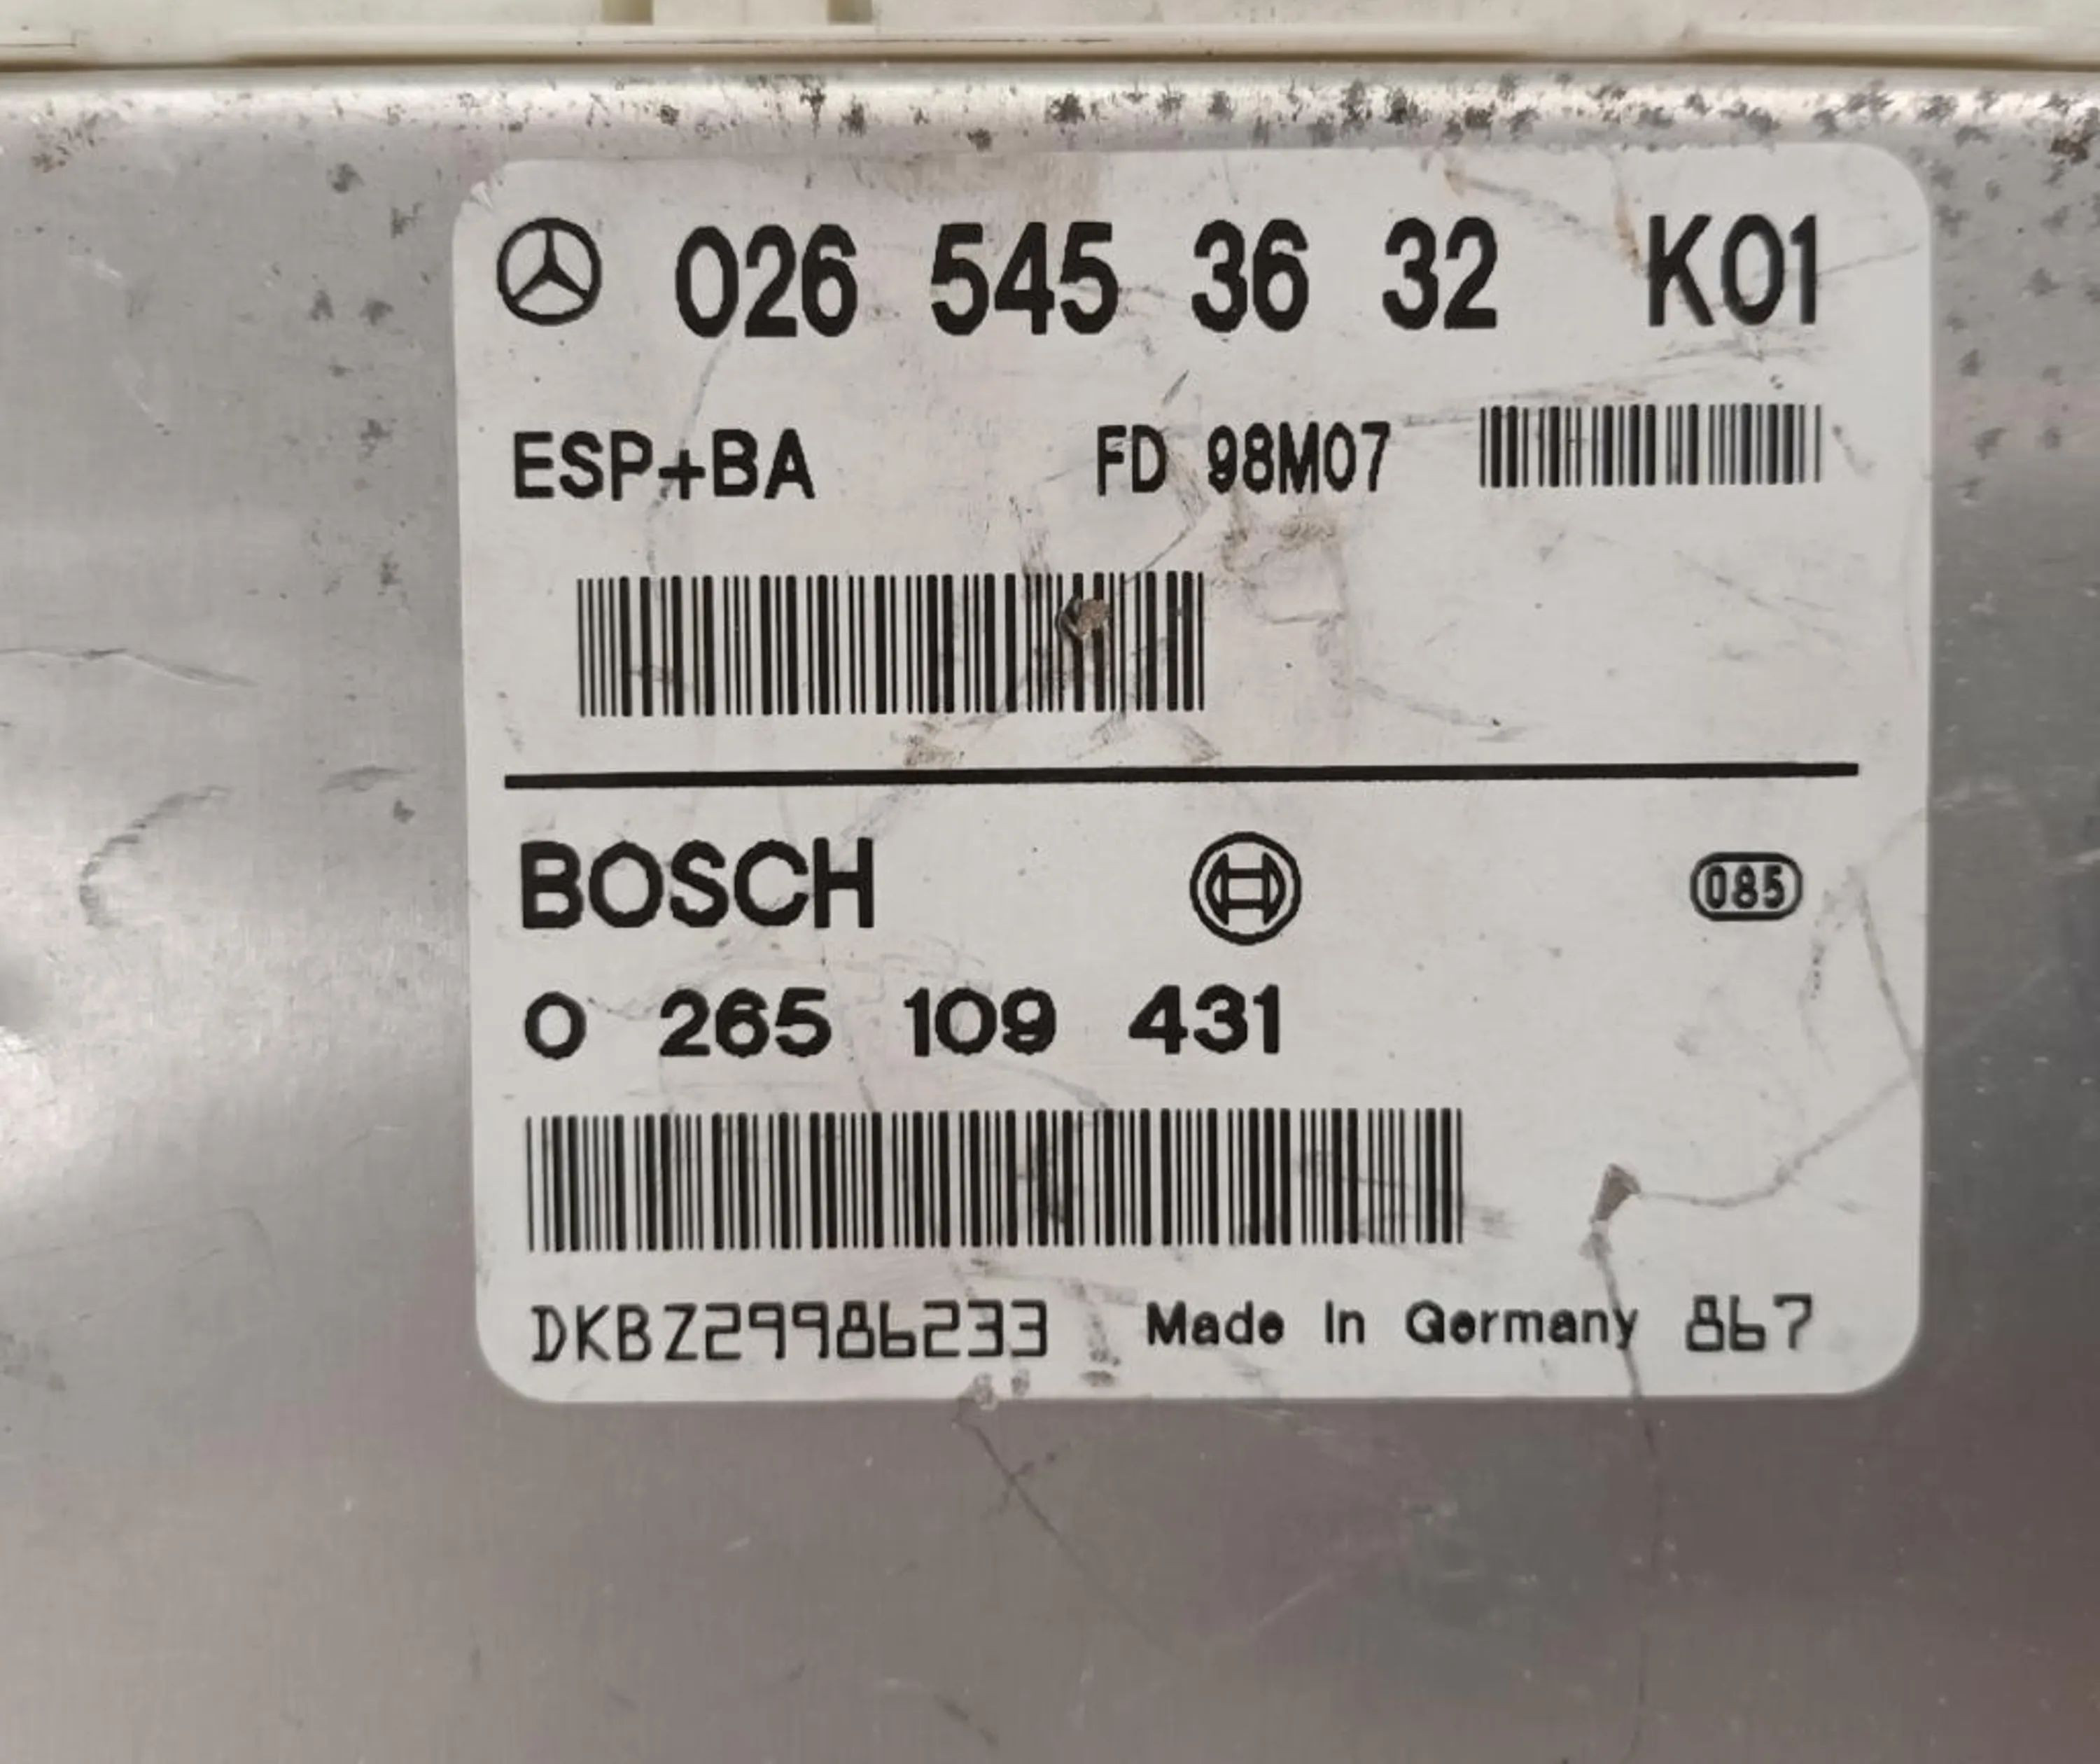 026 545 36 32 K01
ESP+BA FD 98M07
BOSCH 085
0 265 109 431
DKBZ29986233 Made In Germany 867